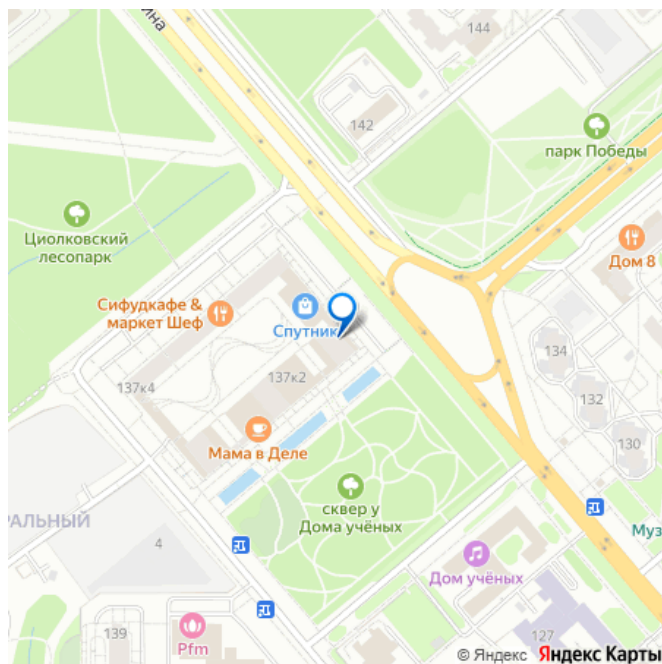 ина
144
142
парк Победы
Циолковский
лесопарк
Дом 8
Сифудкафе &
маркет Шеф
Спутник
134
137к2
137к4
132
130
Мама в Деле
сквер у
Дома учёных
РАЛЬНЫЙ
Муз
4
Дом учёных
127
139
Pfm
© Яндекс Яндекс Карты